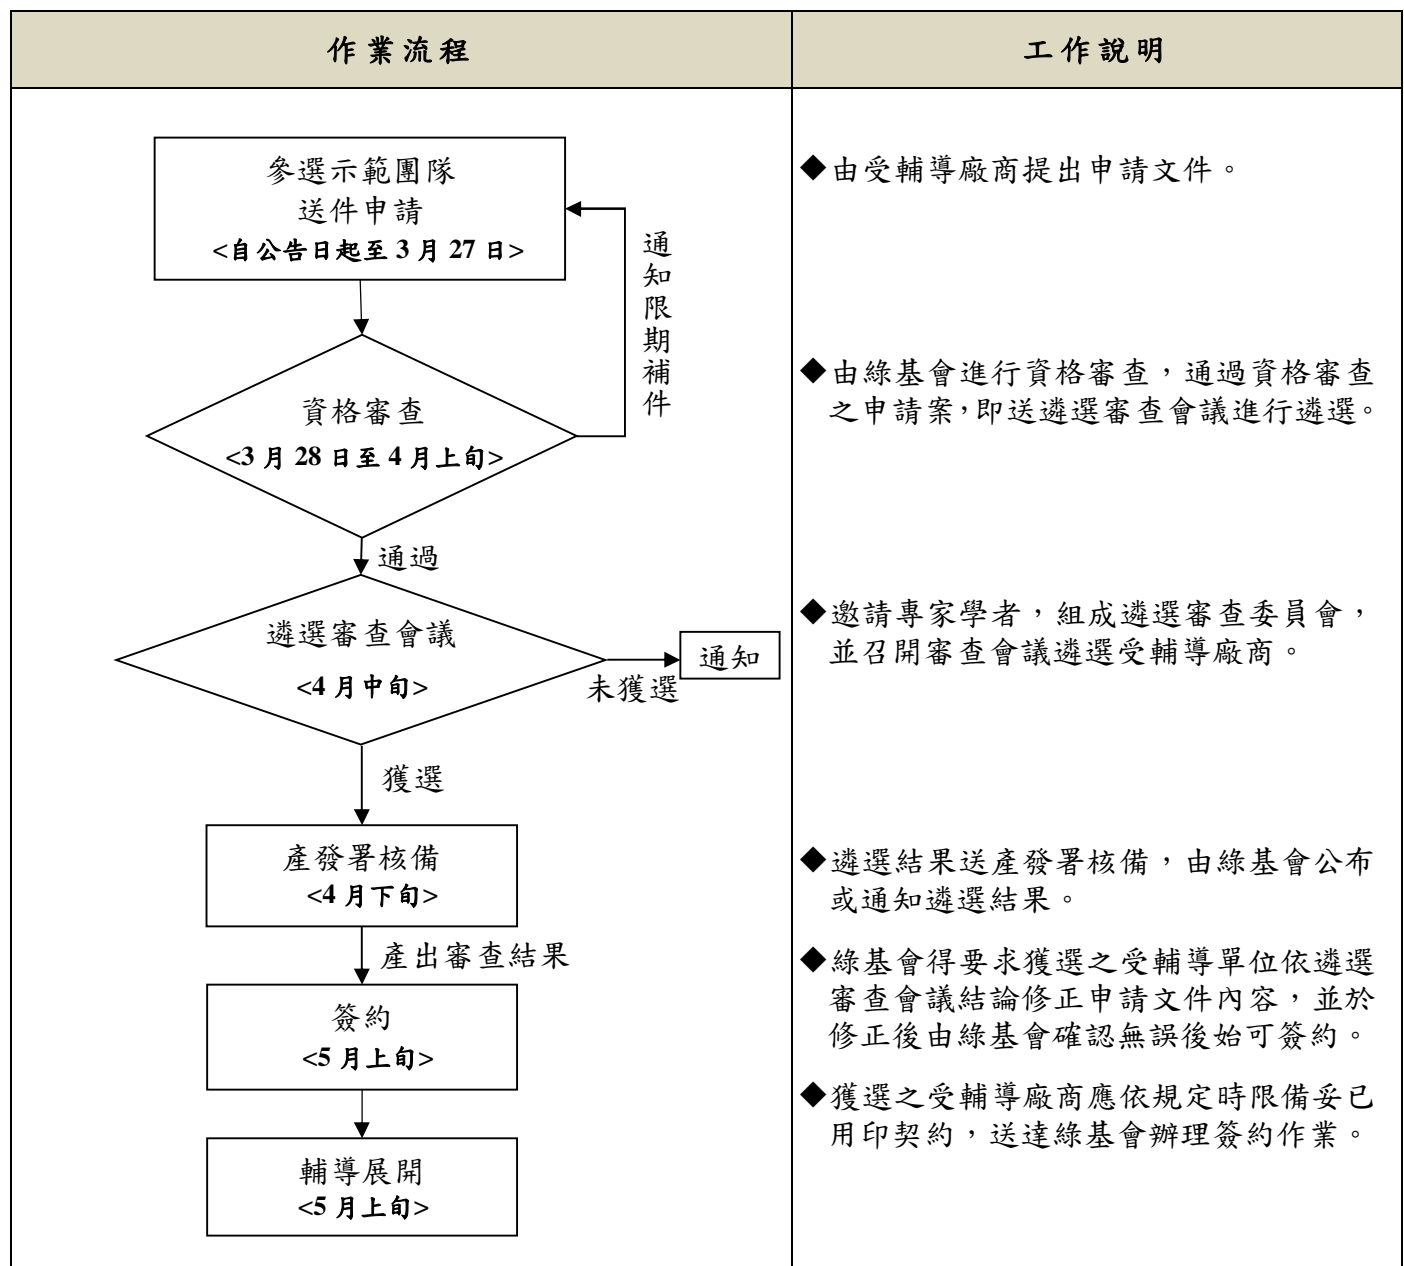 作業流程
工作說明
參選示範團隊
送件申請
<自公告日起至 3 月 27 日>
通知限期補件
資格審查
<3 月 28 日至 4 月上旬>
通過
遴選審查會議
<4 月中旬>
未獲選
通知
獲選
產發署核備
<4 月下旬>
產出審查結果
簽約
<5 月上旬>
輔導展開
<5 月上旬>
◆由受輔導廠商提出申請文件。
◆由綠基會進行資格審查，通過資格審查
之申請案，即送遴選審查會議進行遴選。
◆邀請專家學者，組成遴選審查委員會，
並召開審查會議遴選受輔導廠商。
◆遴選結果送產發署核備，由綠基會公布
或通知遴選結果。
◆綠基會得要求獲選之受輔導單位依遴選
審查會議結論修正申請文件內容，並於
修正後由綠基會確認無誤後始可簽約。
◆獲選之受輔導廠商應依規定時限備妥已
用印契約，送達綠基會辦理簽約作業。